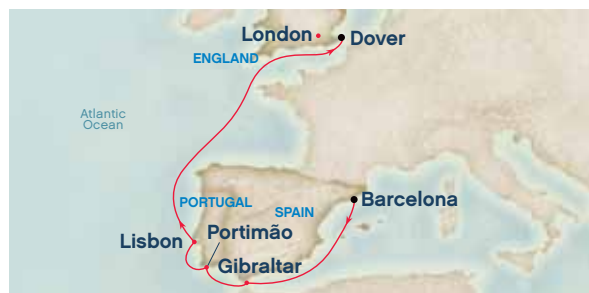 London
Dover
ENGLAND
Atlantic
Ocean
PORTUGAL
SPAIN
Barcelona
Lisbon
Portimão
Gibraltar